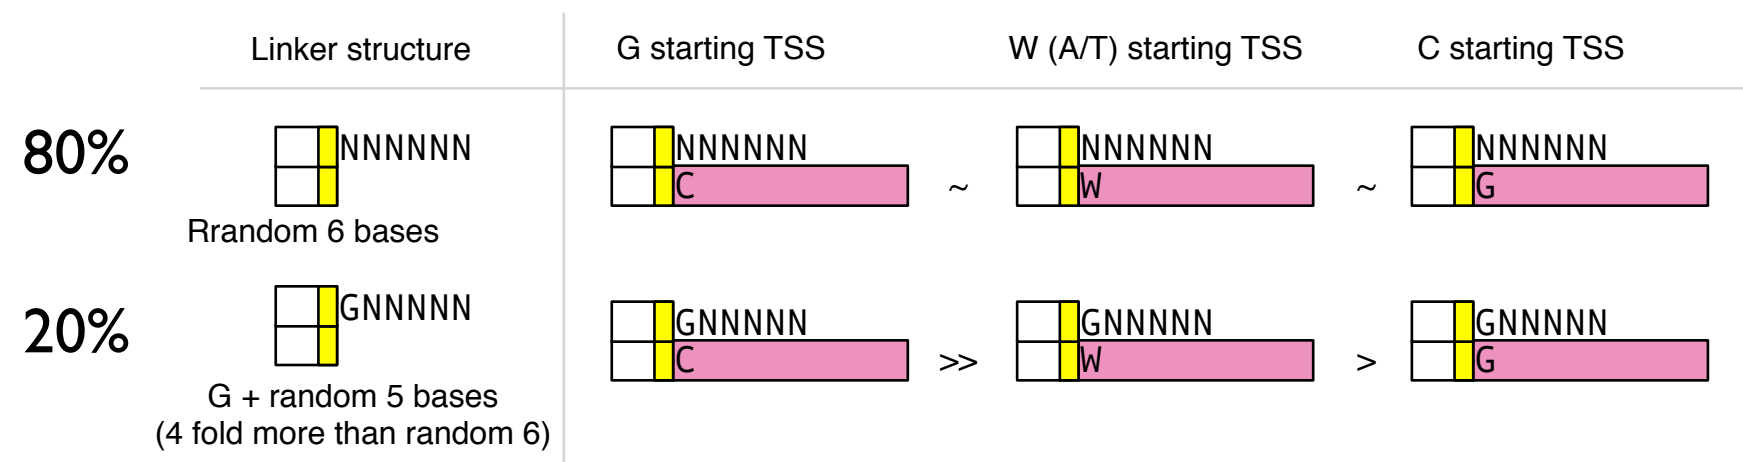 Linker structure
G starting TSS
W (A/T) starting TSS
C starting TSS
80%
NNNNNN
Rrandom 6 bases
NNNNNN
C
~
NNNNNN
W
~
NNNNNN
G
20%
GNNNNN
G + random 5 bases
(4 fold more than random 6)
GNNNNN
C
>>
GNNNNN
W
>
GNNNNN
G